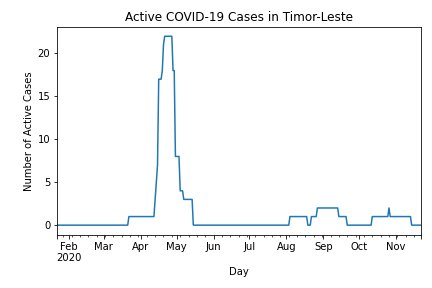 Active COVID-19 Cases in Timor-Leste
Number of Active Cases
20
15
10
5
0
Feb Mar Apr May Jun Jul Aug Sep Oct Nov
2020
Day